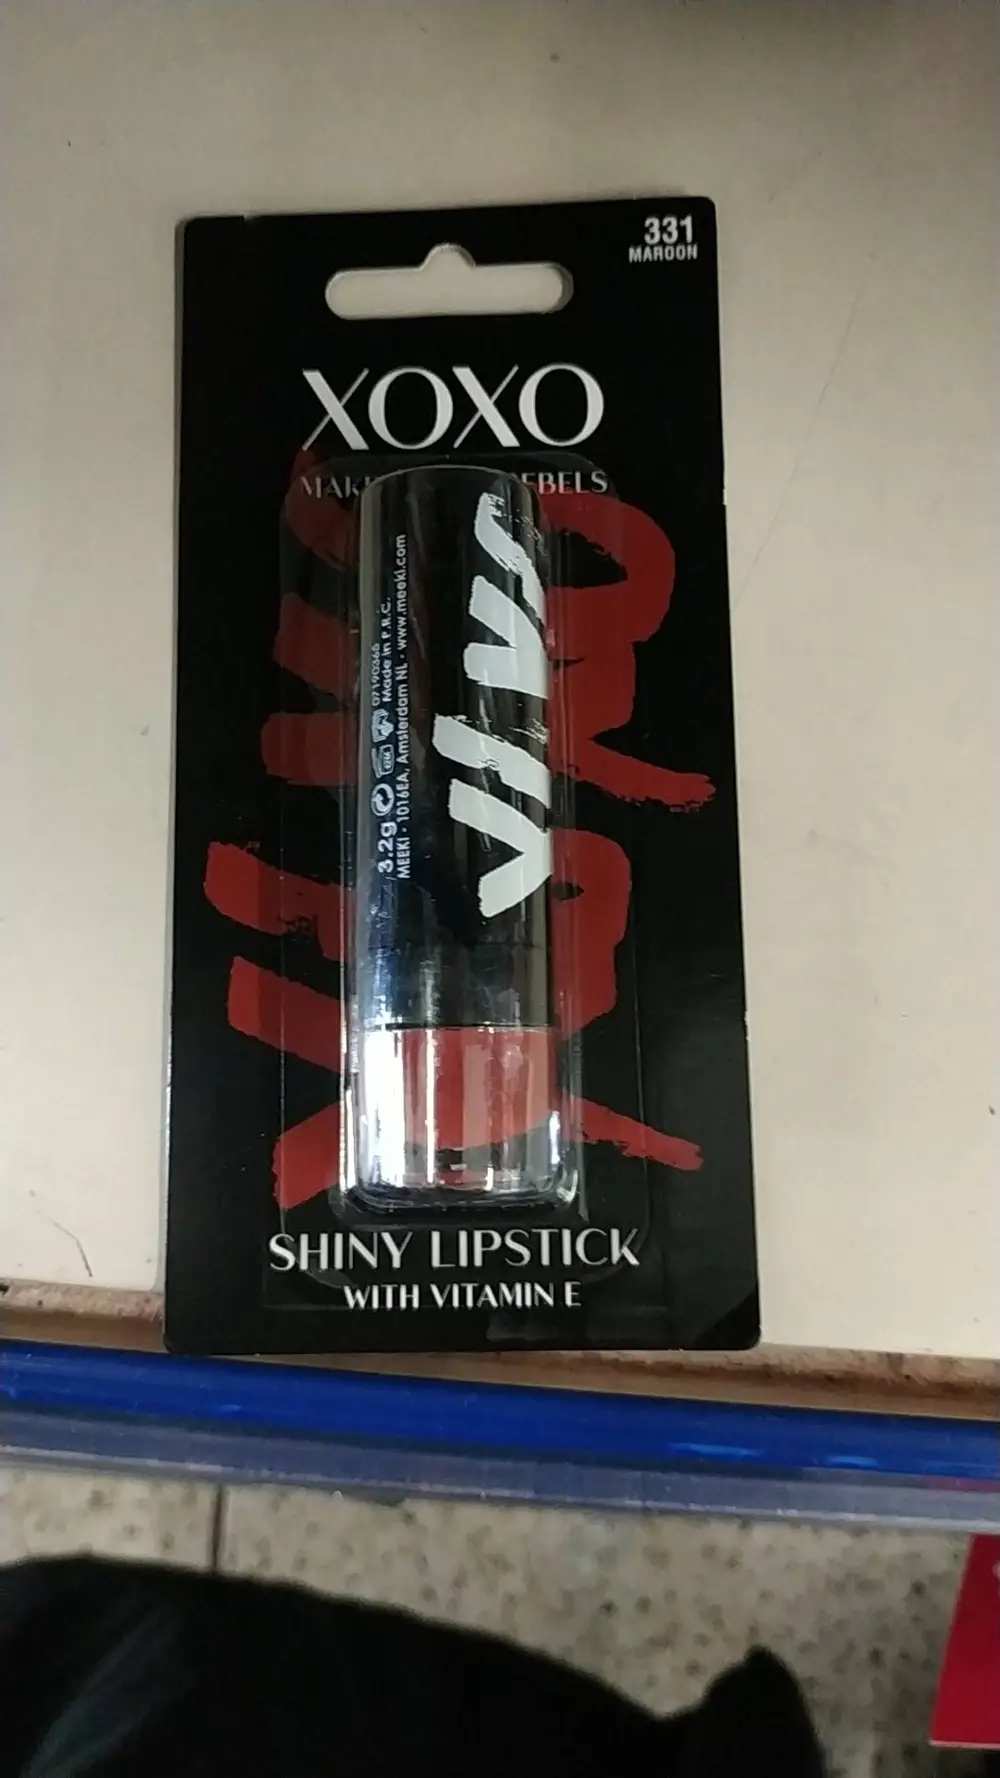 331
MAROON
XOXO
EBELS
VIVA
3.2g
Made in P.R.C.
MEEKI · 1016EA, Amsterdam NL · www.meeki.com
SHINY LIPSTICK
WITH VITAMIN E